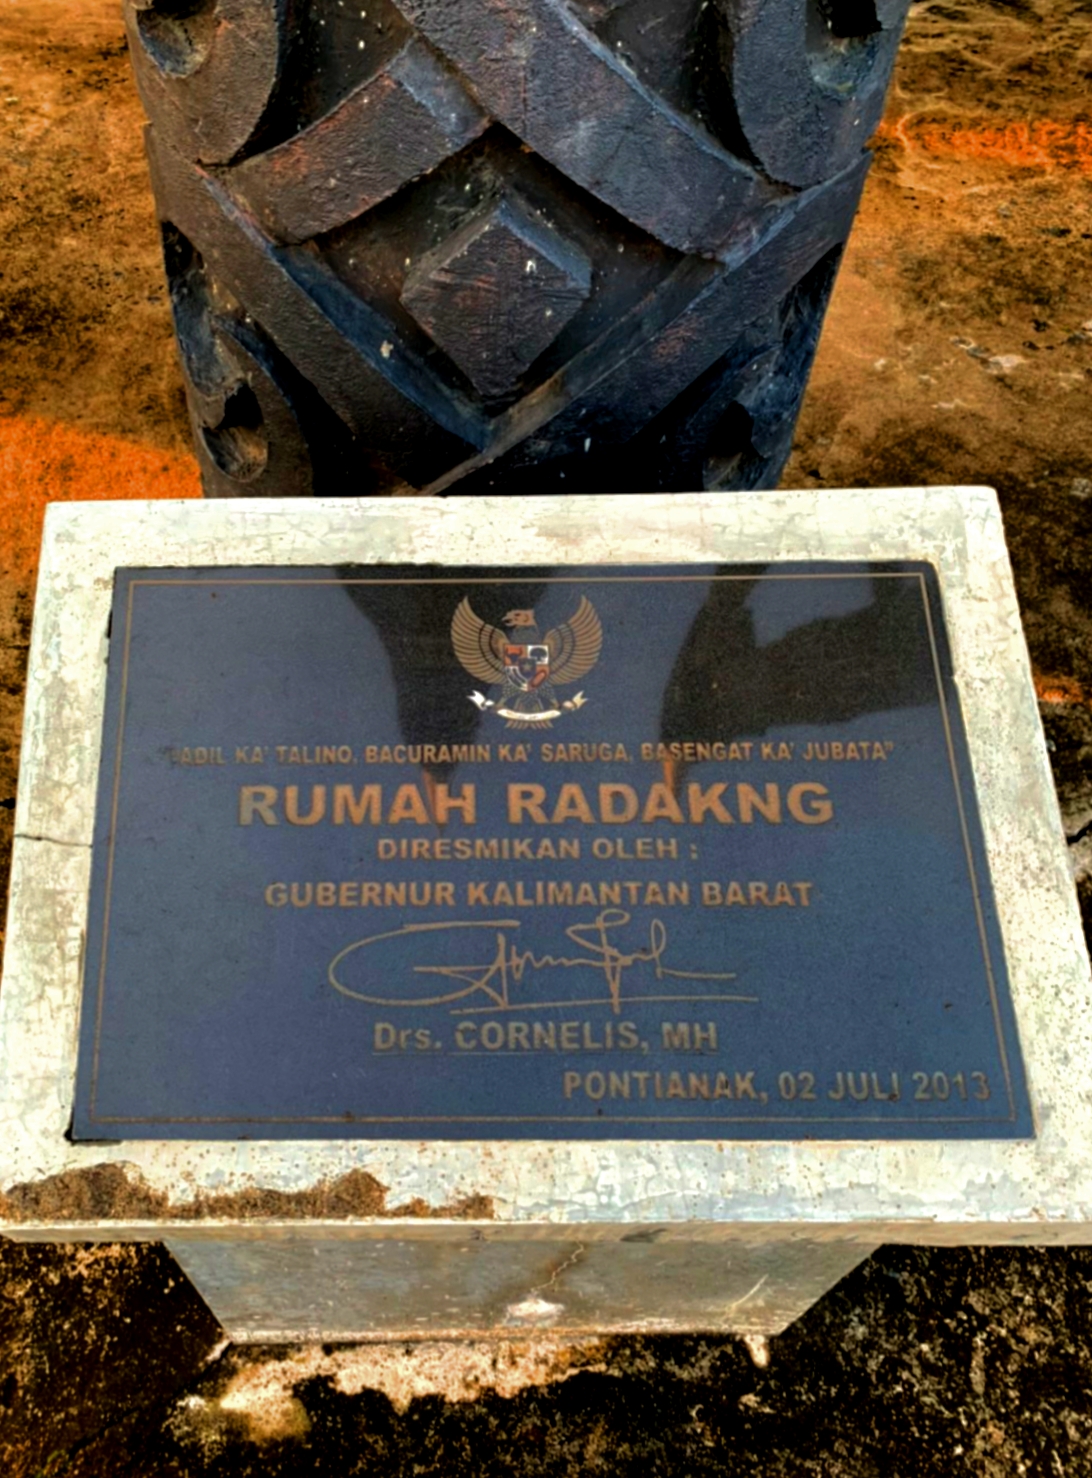 "ADIL KA' TALINO, BACURAMIN KA' SARUGA, BASENGAT KA' JUBATA"
RUMAH RADAKNG
DIRESMIKAN OLEH :
GUBERNUR KALIMANTAN BARAT
Drs. CORNELIS, MH
PONTIANAK, 02 JULI 2013